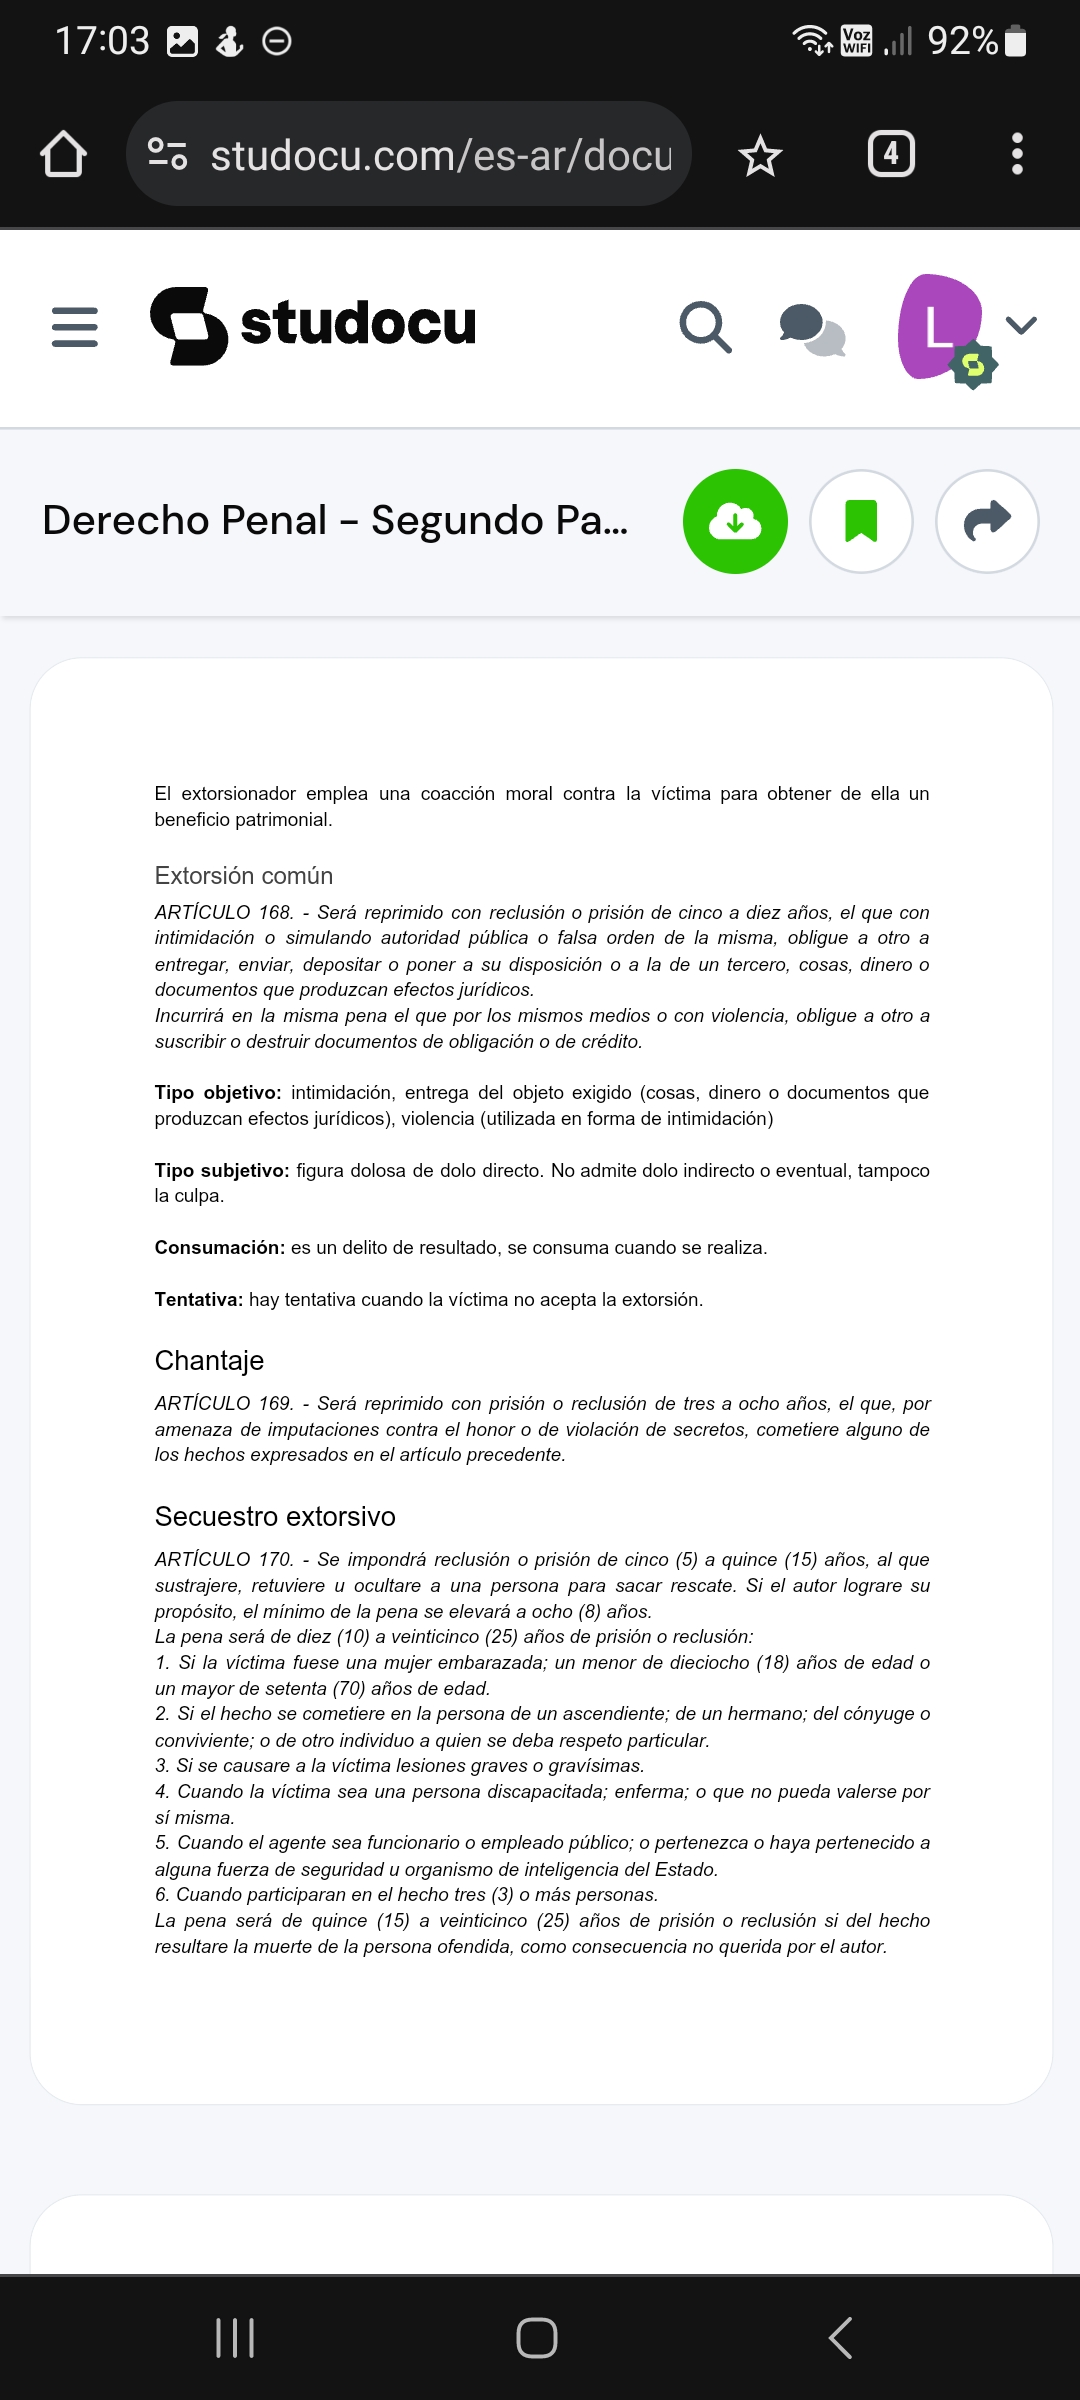 17:03
Voz
WIFI
92%
studocu.com/es-ar/docu
4
studocu
L
Derecho Penal - Segundo Pa...
El extorsionador emplea una coacción moral contra la víctima para obtener de ella un
beneficio patrimonial.
Extorsión común
ARTÍCULO 168. - Será reprimido con reclusión o prisión de cinco a diez años, el que con
intimidación o simulando autoridad pública o falsa orden de la misma, obligue a otro a
entregar, enviar, depositar o poner a su disposición o a la de un tercero, cosas, dinero o
documentos que produzcan efectos jurídicos.
Incurrirá en la misma pena el que por los mismos medios o con violencia, obligue a otro a
suscribir o destruir documentos de obligación o de crédito.
Tipo objetivo: intimidación, entrega del objeto exigido (cosas, dinero o documentos que
produzcan efectos jurídicos), violencia (utilizada en forma de intimidación)
Tipo subjetivo: figura dolosa de dolo directo. No admite dolo indirecto o eventual, tampoco
la culpa.
Consumación: es un delito de resultado, se consuma cuando se realiza.
Tentativa: hay tentativa cuando la víctima no acepta la extorsión.
Chantaje
ARTÍCULO 169. - Será reprimido con prisión o reclusión de tres a ocho años, el que, por
amenaza de imputaciones contra el honor o de violación de secretos, cometiere alguno de
los hechos expresados en el artículo precedente.
Secuestro extorsivo
ARTÍCULO 170. - Se impondrá reclusión o prisión de cinco (5) a quince (15) años, al que
sustrajere, retuviere u ocultare a una persona para sacar rescate. Si el autor lograre su
propósito, el mínimo de la pena se elevará a ocho (8) años.
La pena será de diez (10) a veinticinco (25) años de prisión o reclusión:
1. Si la víctima fuese una mujer embarazada; un menor de dieciocho (18) años de edad o
un mayor de setenta (70) años de edad.
2. Si el hecho se cometiere en la persona de un ascendiente; de un hermano; del cónyuge o
conviviente; o de otro individuo a quien se deba respeto particular.
3. Si se causare a la víctima lesiones graves o gravísimas.
4. Cuando la víctima sea una persona discapacitada; enferma; o que no pueda valerse por
sí misma.
5. Cuando el agente sea funcionario o empleado público; o pertenezca o haya pertenecido a
alguna fuerza de seguridad u organismo de inteligencia del Estado.
6. Cuando participaran en el hecho tres (3) o más personas.
La pena será de quince (15) a veinticinco (25) años de prisión o reclusión si del hecho
resultare la muerte de la persona ofendida, como consecuencia no querida por el autor.